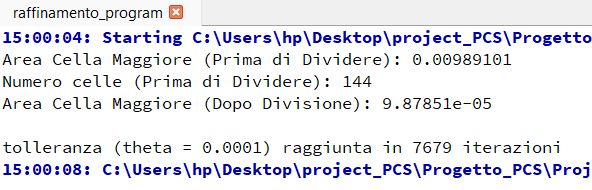 raffinamento_program
15:00:04: Starting C:\Users\hp\Desktop\project_PCS\Progetto
Area Cella Maggiore (Prima di Dividere): 0.00989101
Numero celle (Prima di Dividere): 144
Area Cella Maggiore (Dopo Divisione): 9.87851e-05
tolleranza (theta = 0.0001) raggiunta in 7679 iterazioni
15:00:08: C:\Users\hp\Desktop\project_PCS\Progetto_PCS\Proj